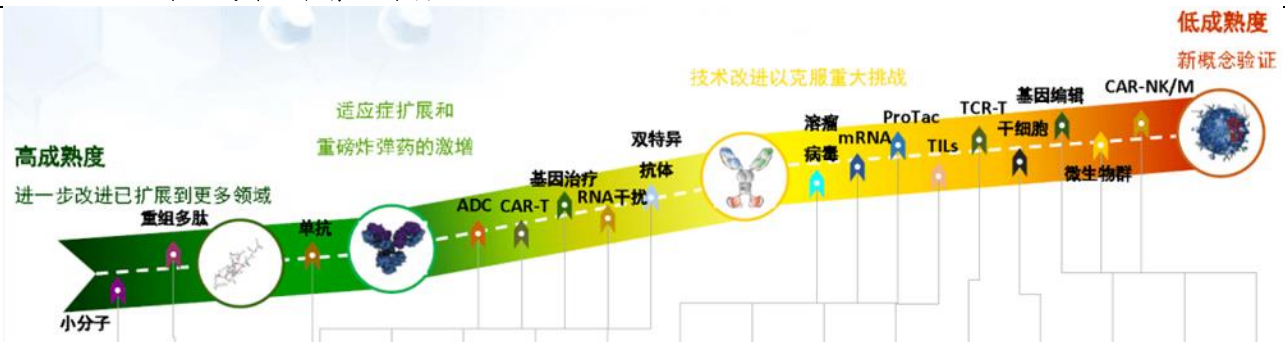 低成熟度
新概念验证
技术改进以克服重大挑战
适应症扩展和
重磅炸弹药的激增
高成熟度
进一步改进已扩展到更多领域
小分子
重组多肽
单抗
ADC
CAR-T
基因治疗
RNA干扰
双特异
抗体
溶瘤
病毒
mRNA
ProTac
TILs
TCR-T
干细胞
基因编辑
微生物群
CAR-NK/M